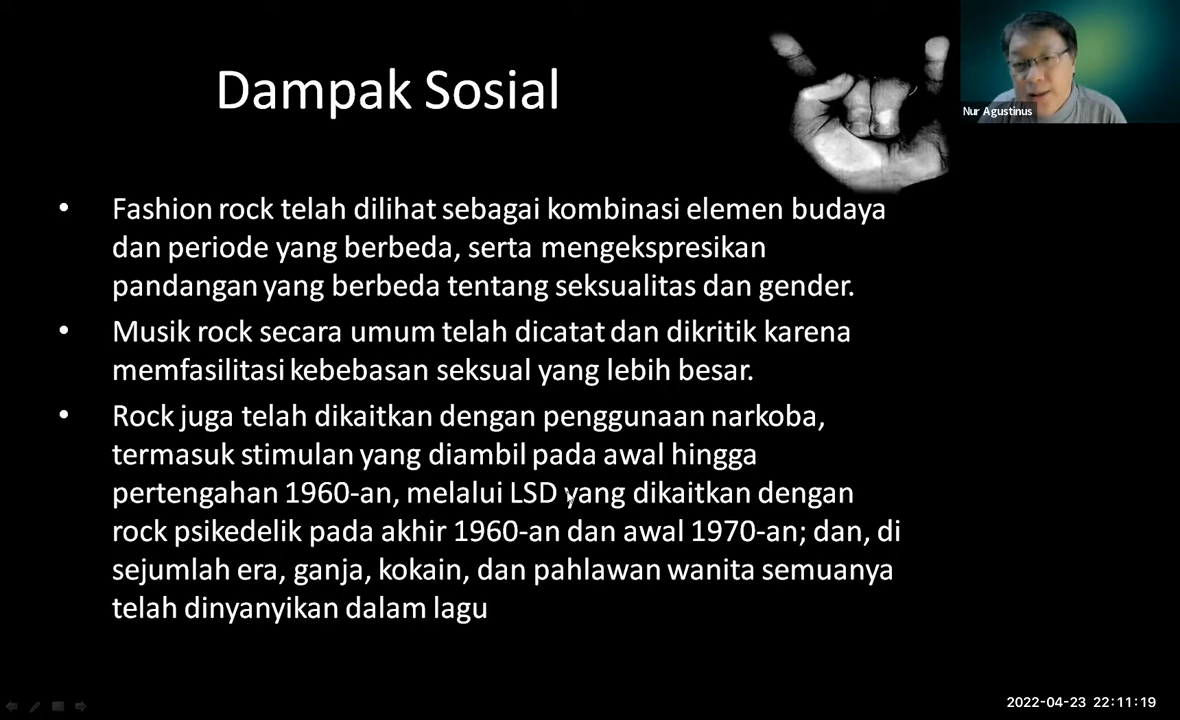 Dampak Sosial
Nur Agustinus
• Fashion rock telah dilihat sebagai kombinasi elemen budaya
dan periode yang berbeda, serta mengekspresikan
pandangan yang berbeda tentang seksualitas dan gender.
• Musik rock secara umum telah dicatat dan dikritik karena
memfasilitasi kebebasan seksual yang lebih besar.
• Rock juga telah dikaitkan dengan penggunaan narkoba,
termasuk stimulan yang diambil pada awal hingga
pertengahan 1960-an, melalui LSD yang dikaitkan dengan
rock psikedelik pada akhir 1960-an dan awal 1970-an; dan, di
sejumlah era, ganja, kokain, dan pahlawan wanita semuanya
telah dinyanyikan dalam lagu
2022-04-23 22:11:19